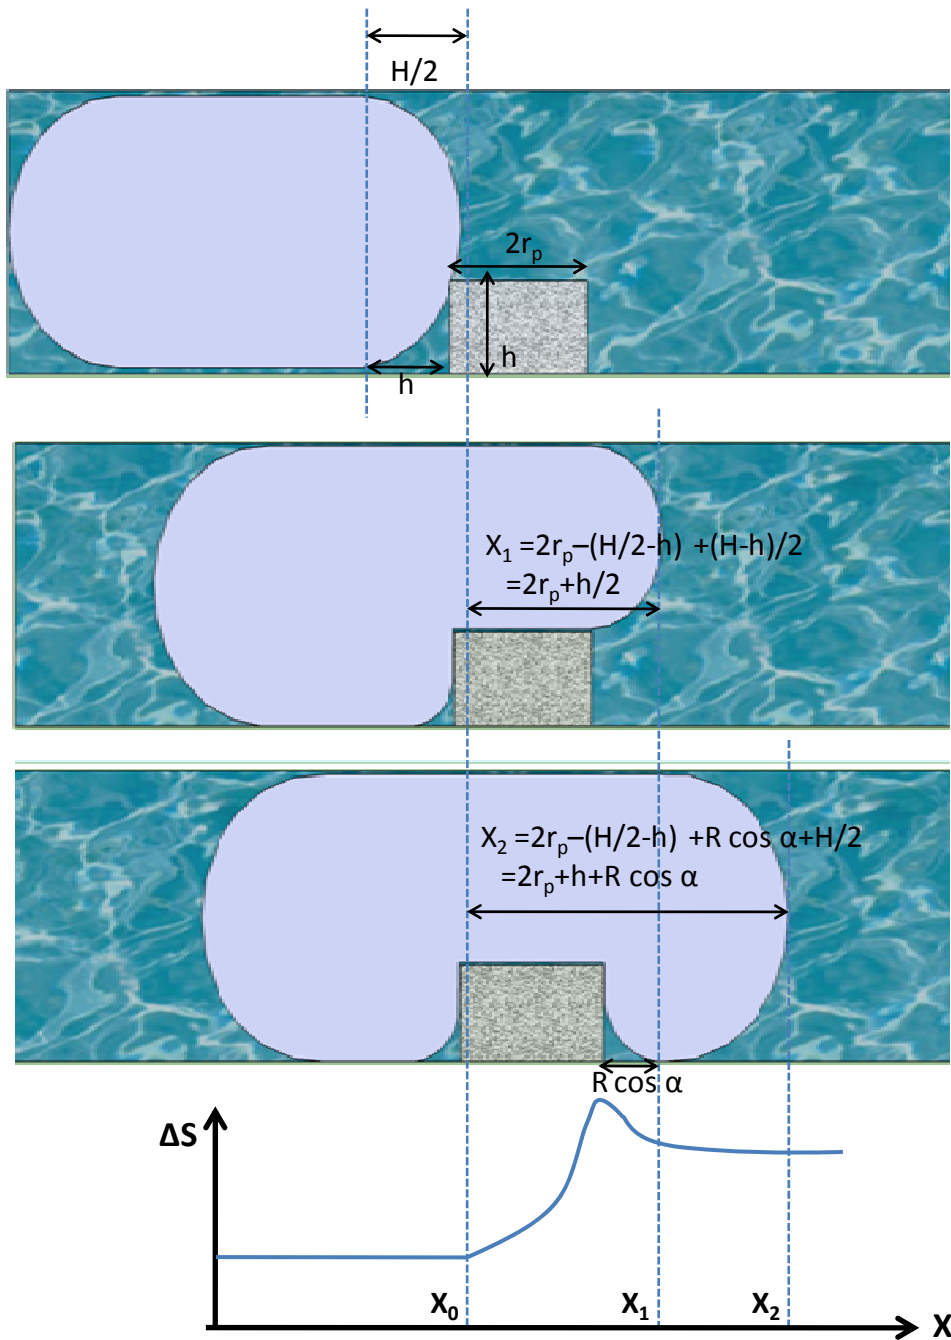 H/2
2rₚ
h
h
X₁ =2rₚ–(H/2-h) +(H-h)/2
=2rₚ+h/2
X₂ =2rₚ–(H/2-h) +R cos α+H/2
=2rₚ+h+R cos α
R cos α
ΔS
X₀ X₁ X₂
X